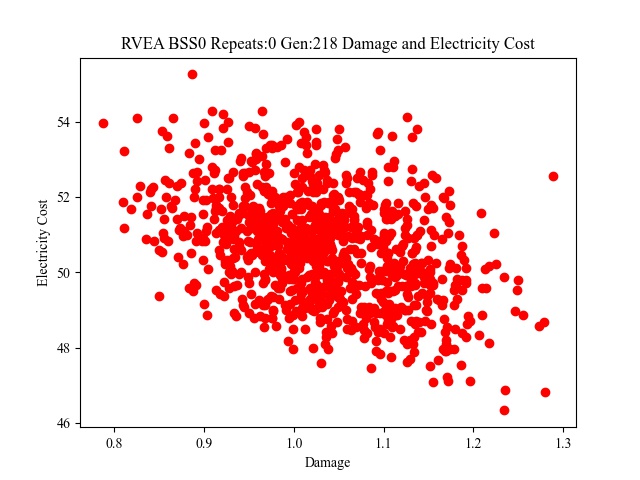 RVEA BSS0 Repeats:0 Gen:218 Damage and Electricity Cost
Electricity Cost
54
52
50
48
46
0.8 0.9 1.0 1.1 1.2 1.3
Damage